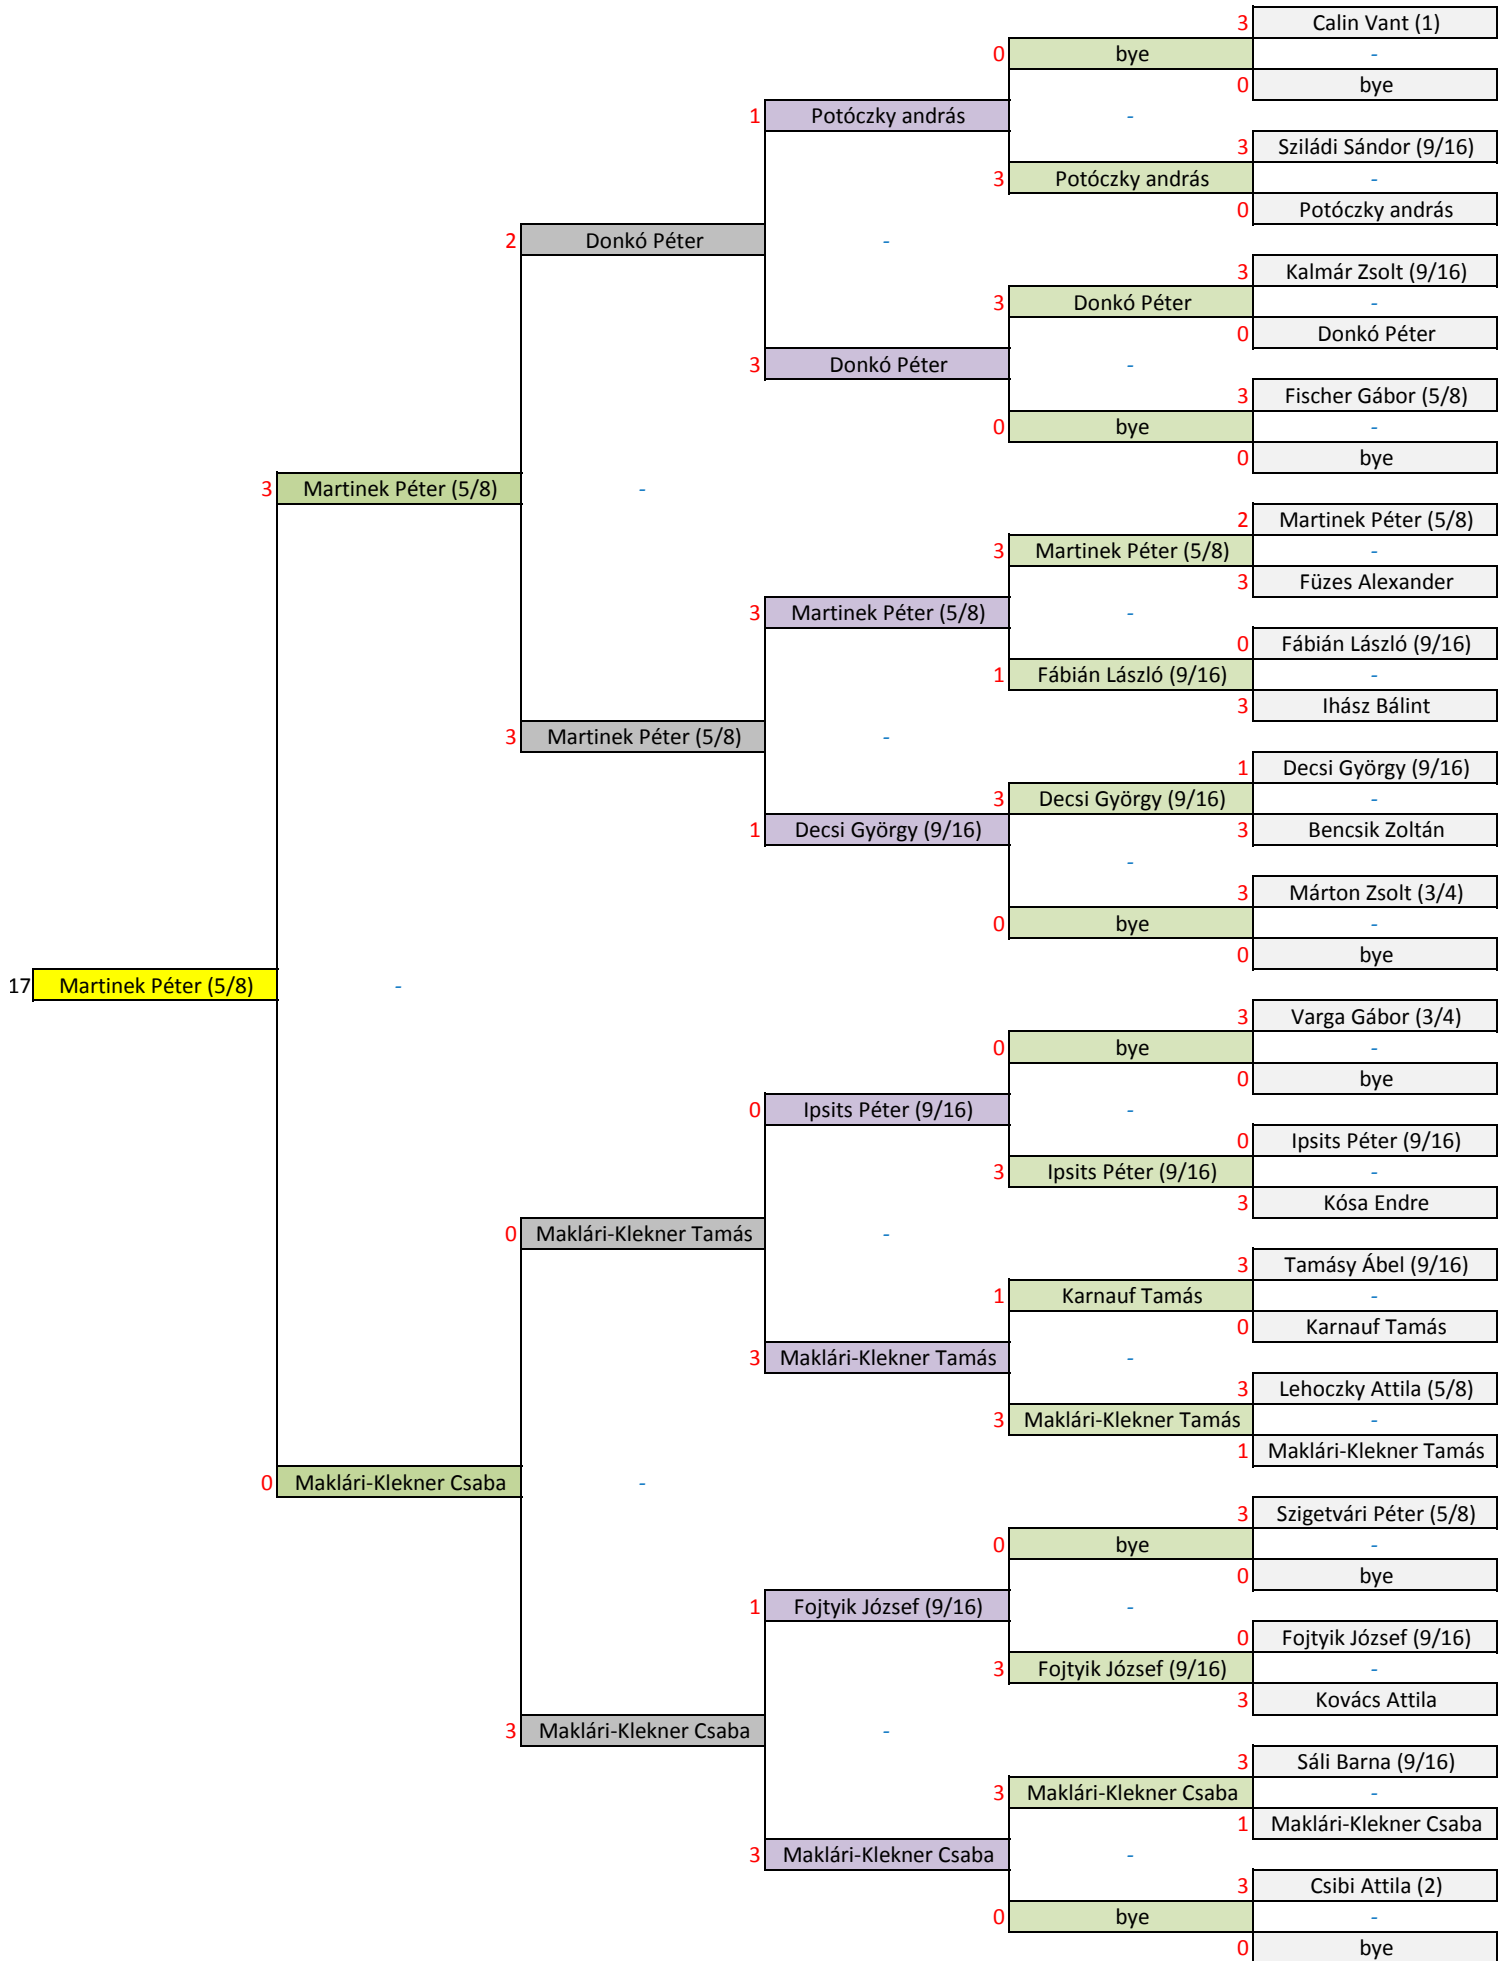 3 Calin Vant (1)
0 bye -
0 bye
1 Potóczky andrás -
3 Sziládi Sándor (9/16)
3 Potóczky andrás -
0 Potóczky andrás
2 Donkó Péter -
3 Kalmár Zsolt (9/16)
3 Donkó Péter -
0 Donkó Péter
3 Donkó Péter -
3 Fischer Gábor (5/8)
0 bye -
0 bye
3 Martinek Péter (5/8) -
2 Martinek Péter (5/8)
3 Martinek Péter (5/8) -
3 Füzes Alexander
3 Martinek Péter (5/8) -
0 Fábián László (9/16)
1 Fábián László (9/16) -
3 Ihász Bálint
3 Martinek Péter (5/8) -
1 Decsi György (9/16)
3 Decsi György (9/16) -
1 Decsi György (9/16) 3 Bencsik Zoltán
-
3 Márton Zsolt (3/4)
0 bye -
0 bye
17 Martinek Péter (5/8) -
3 Varga Gábor (3/4)
0 bye -
0 bye
0 Ipsits Péter (9/16) -
0 Ipsits Péter (9/16)
3 Ipsits Péter (9/16) -
3 Kósa Endre
0 Maklári-Klekner Tamás -
3 Tamásy Ábel (9/16)
1 Karnauf Tamás -
0 Karnauf Tamás
3 Maklári-Klekner Tamás -
3 Lehoczky Attila (5/8)
3 Maklári-Klekner Tamás -
1 Maklári-Klekner Tamás
0 Maklári-Klekner Csaba -
3 Szigetvári Péter (5/8)
0 bye -
0 bye
1 Fojtyik József (9/16) -
0 Fojtyik József (9/16)
3 Fojtyik József (9/16) -
3 Kovács Attila
3 Maklári-Klekner Csaba -
3 Sáli Barna (9/16)
3 Maklári-Klekner Csaba -
1 Maklári-Klekner Csaba
3 Maklári-Klekner Csaba -
3 Csibi Attila (2)
0 bye -
0 bye